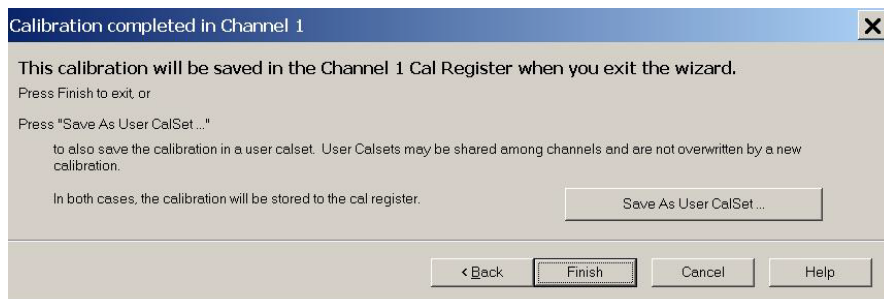 Calibration completed in Channel 1
This calibration will be saved in the Channel 1 Cal Register when you exit the wizard.
Press Finish to exit, or
Press "Save As User CalSet ..."
to also save the calibration in a user calset. User Calsets may be shared among channels and are not overwritten by a new
calibration.
In both cases, the calibration will be stored to the cal register.
Save As User CalSet ...
< Back
Finish
Cancel
Help